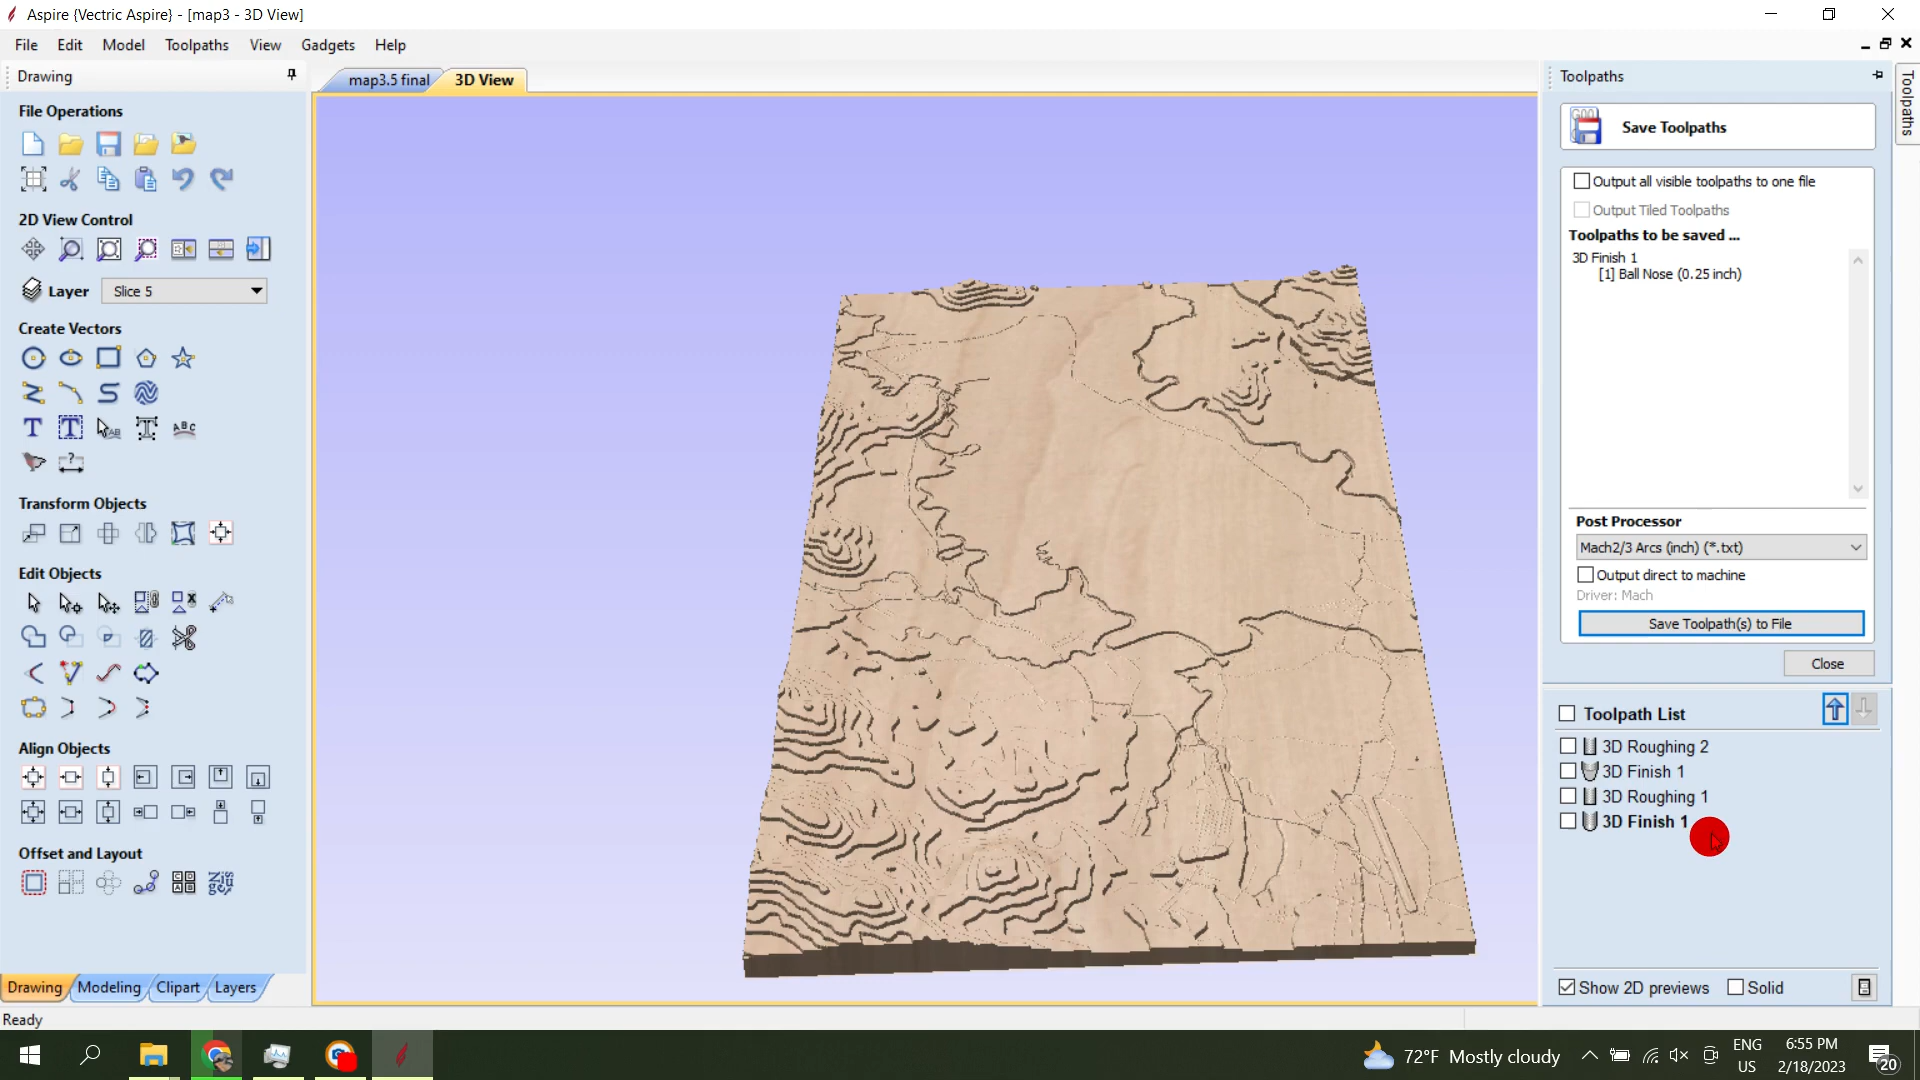 Aspire {Vectric Aspire} - [map3 - 3D View]
File Edit Model Toolpaths View Gadgets Help
Drawing
File Operations
2D View Control
Layer Slice 5
Create Vectors
Transform Objects
Edit Objects
Align Objects
Offset and Layout
Drawing Modeling Clipart Layers
Ready
map3.5 final 3D View
Toolpaths
Toolpaths
Save Toolpaths
Output all visible toolpaths to one file
Output Tiled Toolpaths
Toolpaths to be saved ...
3D Finish 1
[1] Ball Nose (0.25 inch)
Post Processor
Mach2/3 Arcs (inch) (*.txt)
Output direct to machine
Driver: Mach
Save Toolpath(s) to File
Close
Toolpath List
3D Roughing 2
3D Finish 1
3D Roughing 1
3D Finish 1
Show 2D previews Solid
72°F Mostly cloudy
ENG
US
6:55 PM
2/18/2023
20